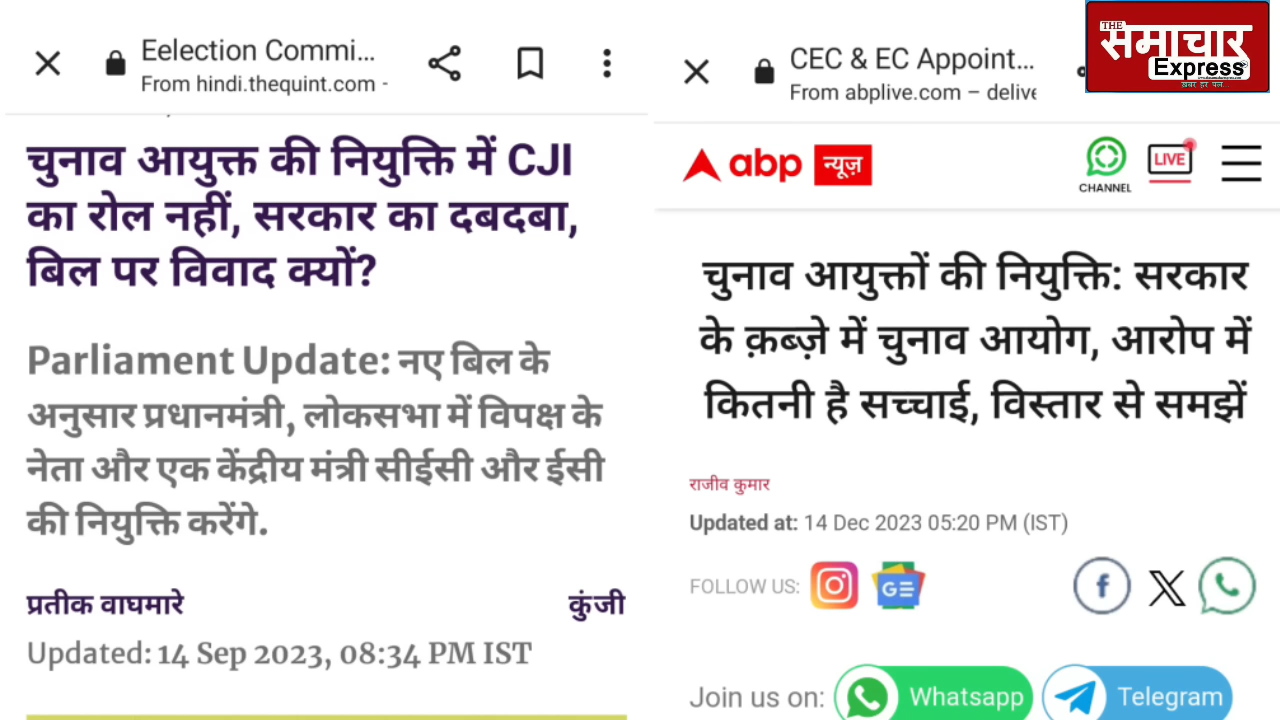 Eelection Commi...
From hindi.thequint.com -
चुनाव आयुक्त की नियुक्ति में CJI
का रोल नहीं, सरकार का दबदबा,
बिल पर विवाद क्यों?
Parliament Update: नए बिल के
अनुसार प्रधानमंत्री, लोकसभा में विपक्ष के
नेता और एक केंद्रीय मंत्री सीईसी और ईसी
की नियुक्ति करेंगे.
प्रतीक वाघमारे
कुंजी
Updated: 14 Sep 2023, 08:34 PM IST
CEC & EC Appoint...
From abplive.com – delive
THE
समाचार
Express
ख़बर हर पल..
abp न्यूज़
CHANNEL
LIVE
चुनाव आयुक्तों की नियुक्ति: सरकार
के क़ब्ज़े में चुनाव आयोग, आरोप में
कितनी है सच्चाई, विस्तार से समझें
राजीव कुमार
Updated at: 14 Dec 2023 05:20 PM (IST)
FOLLOW US:
Join us on: Whatsapp Telegram